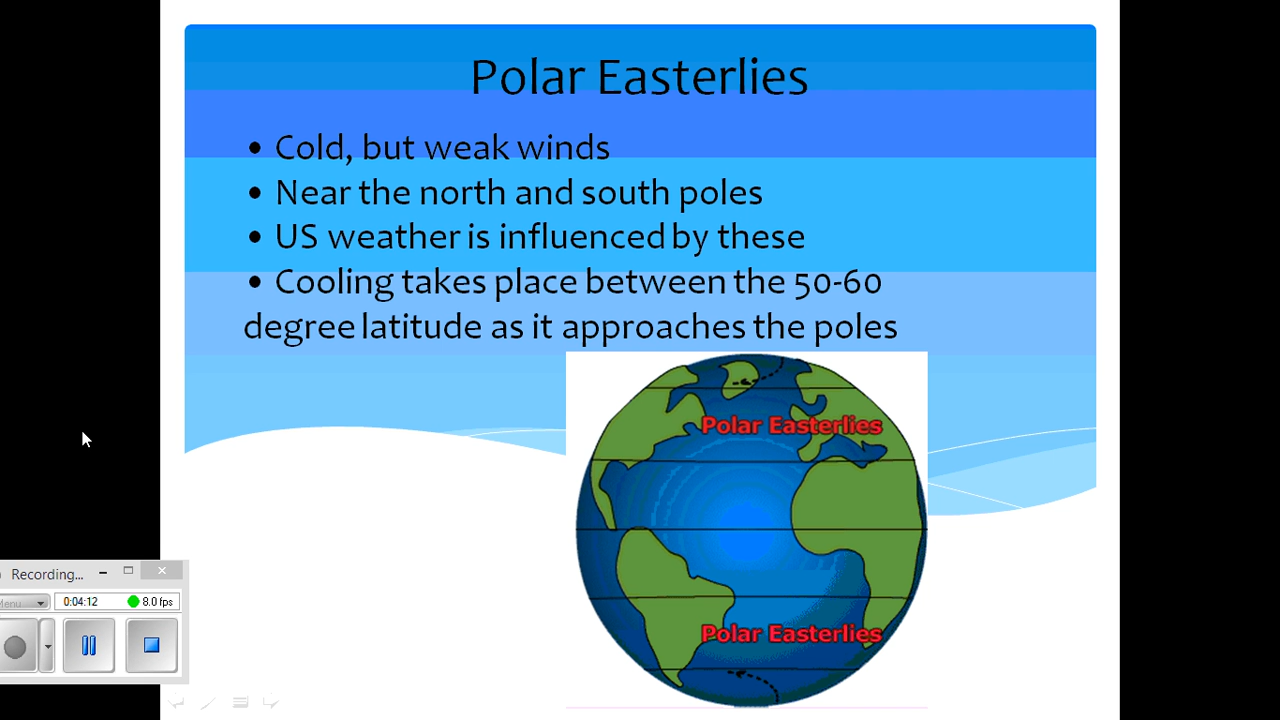 Polar Easterlies
• Cold, but weak winds
• Near the north and south poles
• US weather is influenced by these
• Cooling takes place between the 50-60
degree latitude as it approaches the poles
Polar Easterlies
Polar Easterlies
Recording...
Menu
0:04:12
8.0 fps